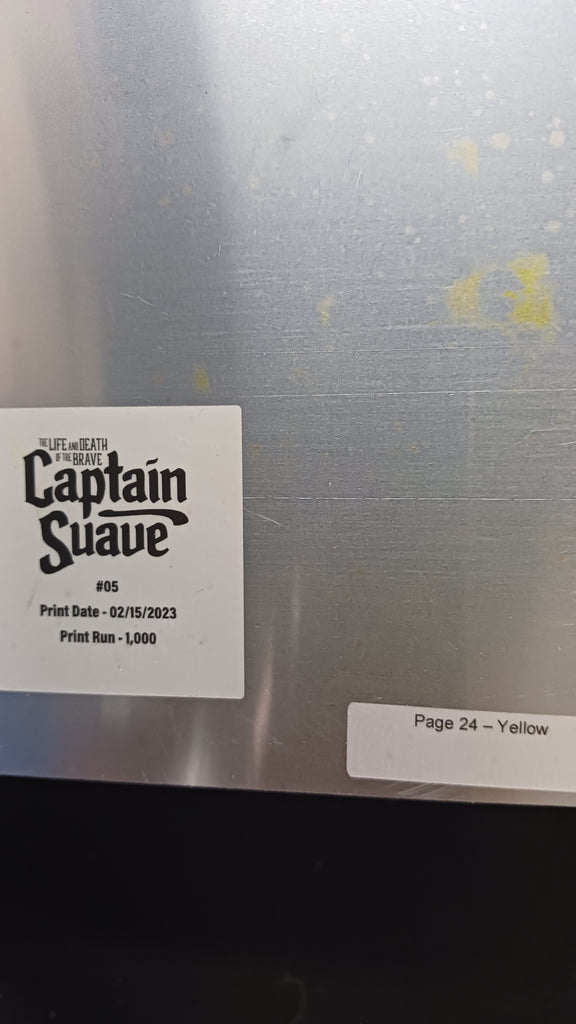 THE LIFE AND DEATH
OF THE BRAVE
Captain
Suave
#05
Print Date - 02/15/2023
Print Run - 1,000
Page 24 – Yellow